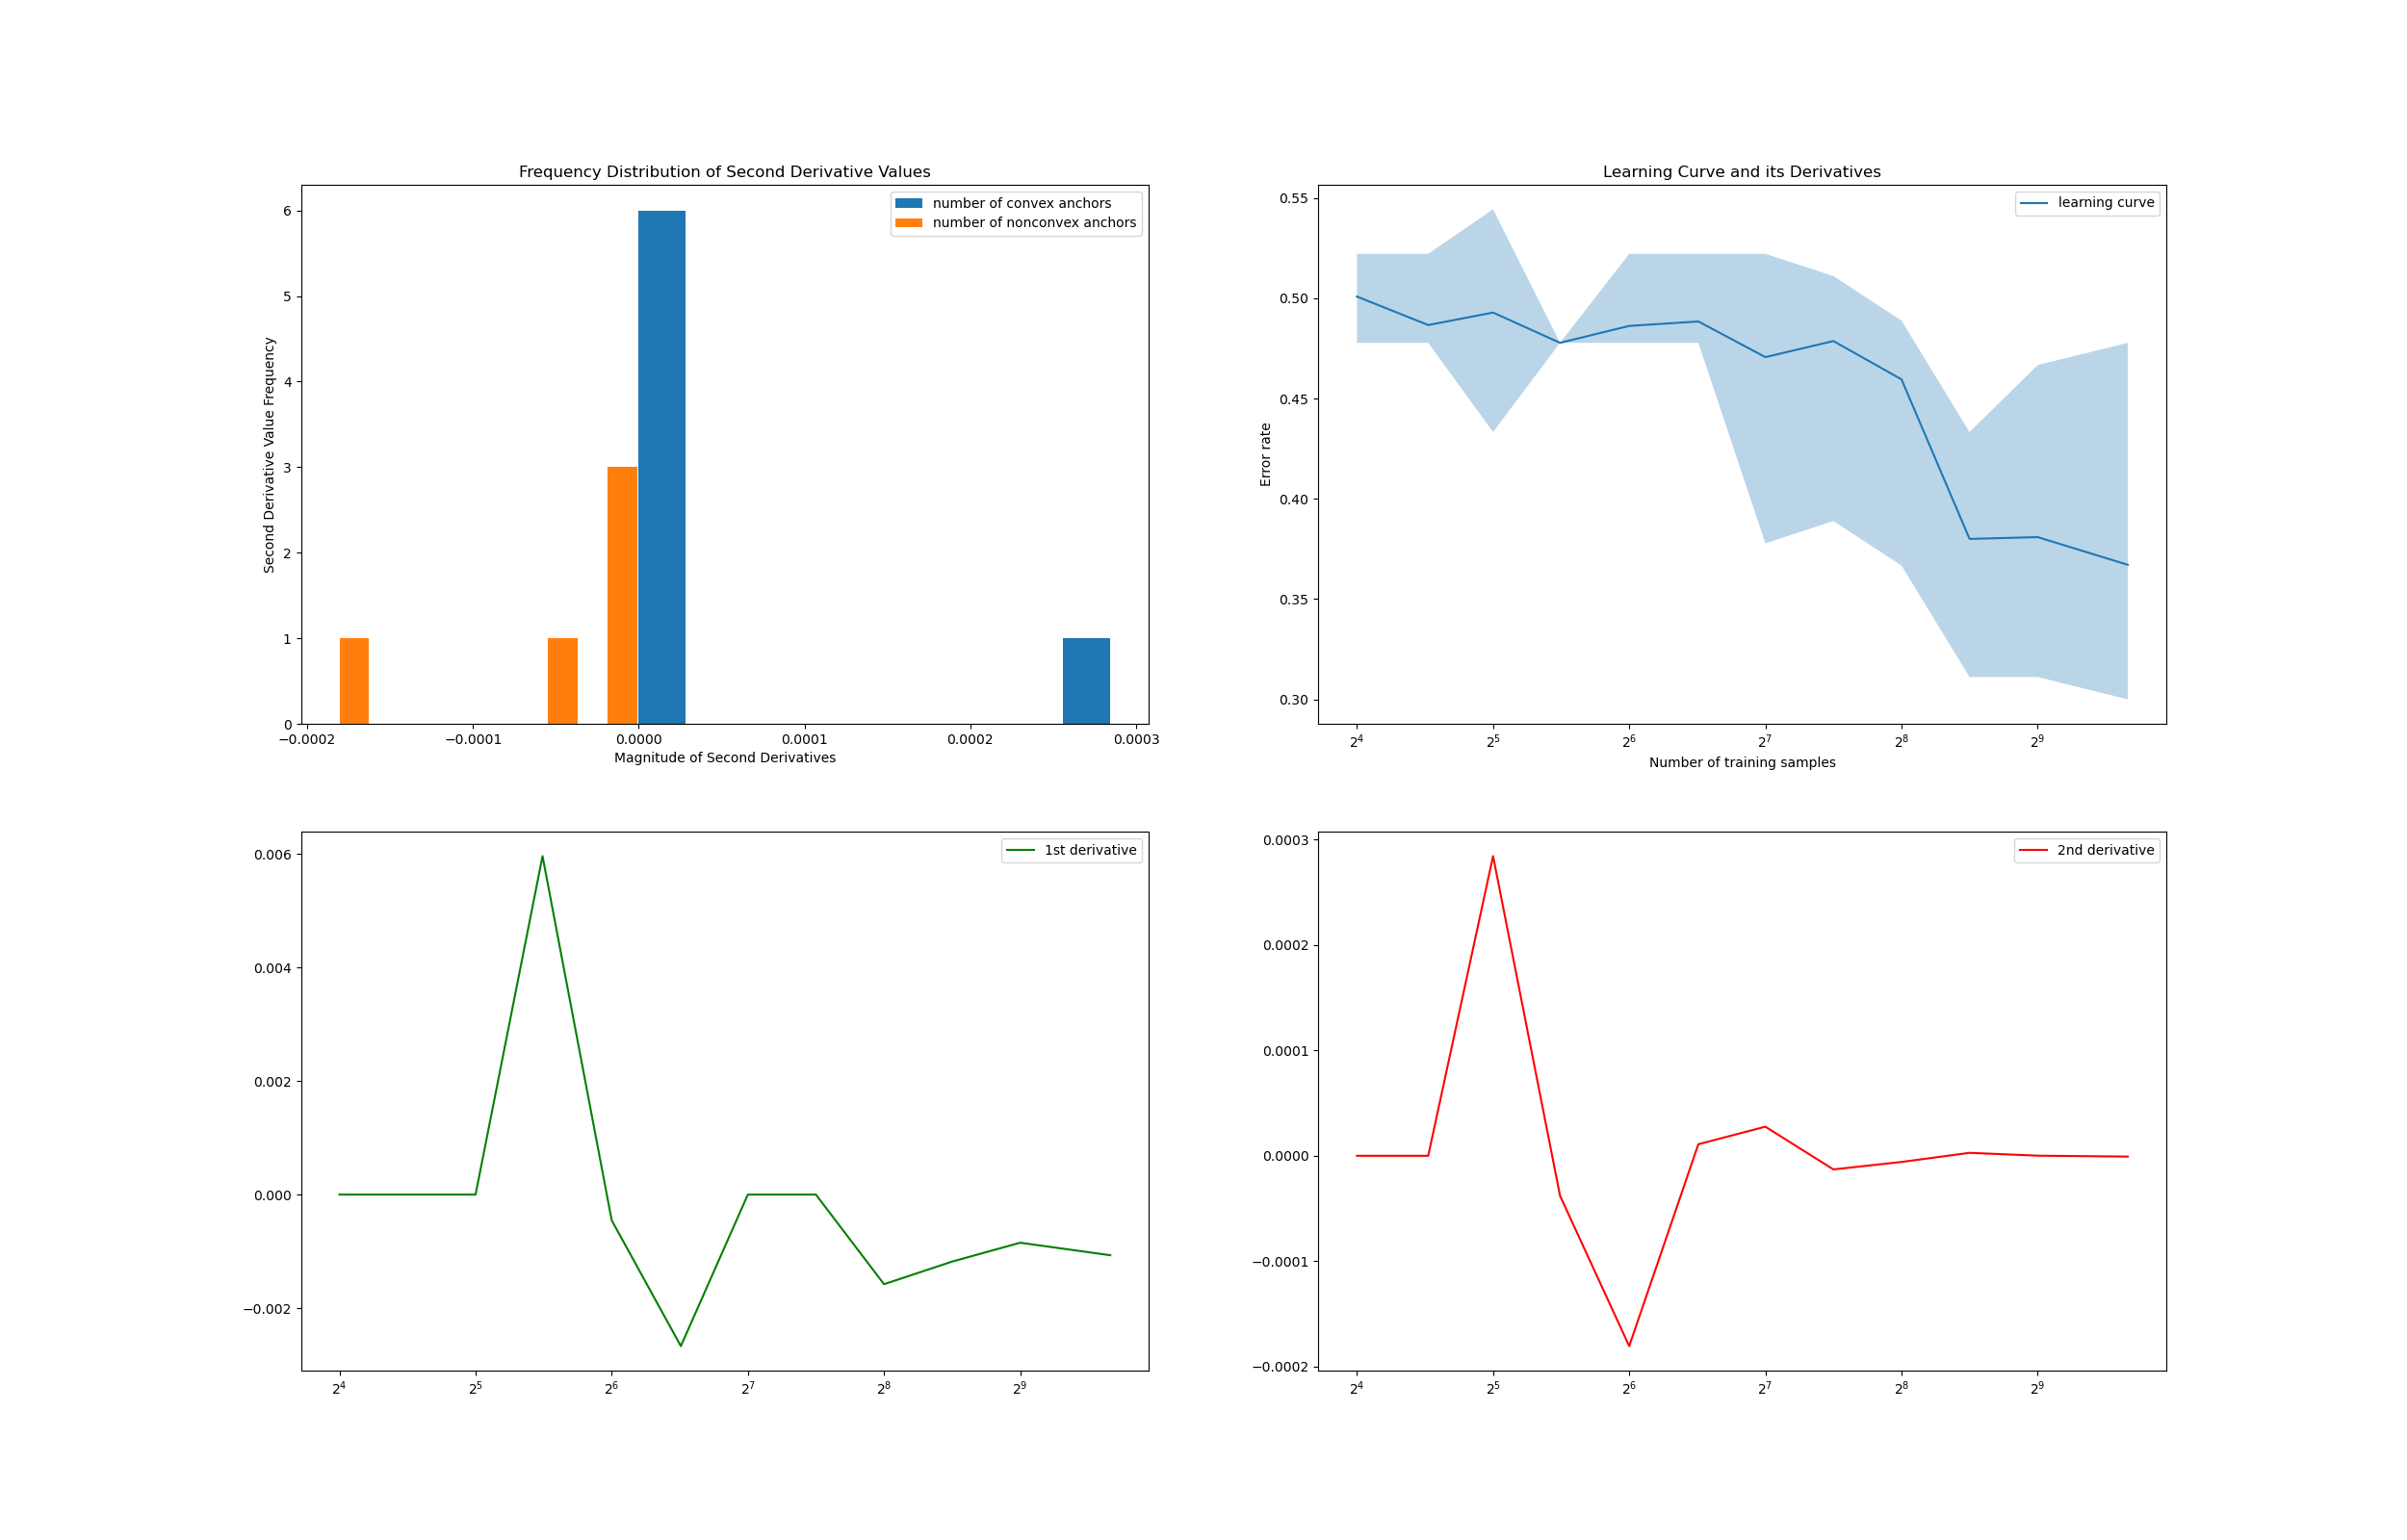 Frequency Distribution of Second Derivative Values
number of convex anchors
number of nonconvex anchors
6
5
4
3
2
1
0
Second Derivative Value Frequency
−0.0002 −0.0001 0.0000 0.0001 0.0002 0.0003
Magnitude of Second Derivatives
Learning Curve and its Derivatives
learning curve
0.55
0.50
0.45
0.40
0.35
0.30
Error rate
2⁴ 2⁵ 2⁶ 2⁷ 2⁸ 2⁹
Number of training samples
1st derivative
0.006
0.004
0.002
0.000
−0.002
2⁴ 2⁵ 2⁶ 2⁷ 2⁸ 2⁹
2nd derivative
0.0003
0.0002
0.0001
0.0000
−0.0001
−0.0002
2⁴ 2⁵ 2⁶ 2⁷ 2⁸ 2⁹